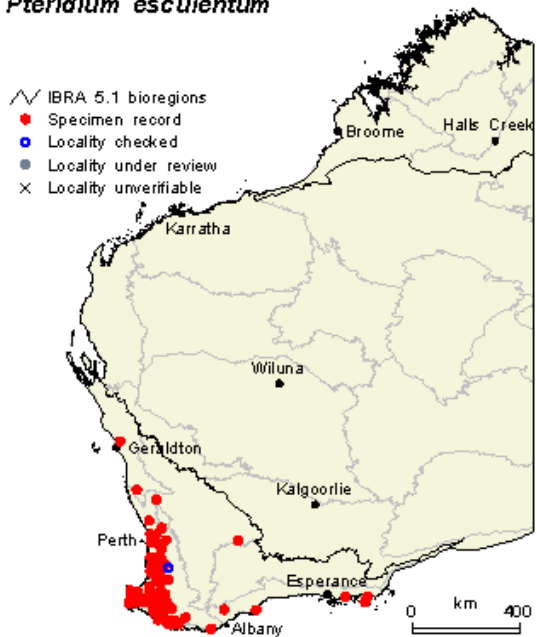 Pteridium esculentum
IBRA 5.1 bioregions
Specimen record
Locality checked
Locality under review
Locality unverifiable
Broome
Halls Creek
Karratha
Wiluna
Geraldton
Kalgoorlie
Perth
Esperance
Albany
0 km 400